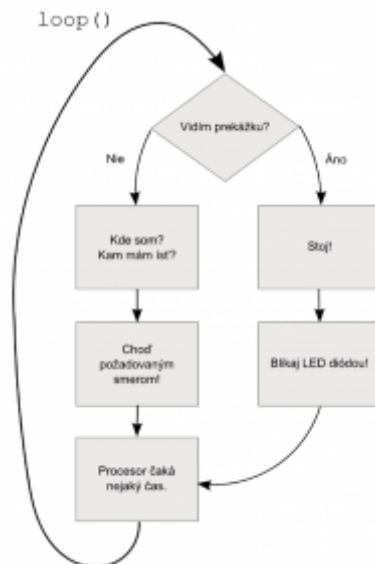 loop()
Vidím prekážku?
Nie
Áno
Kde som?
Kam mám ísť?
Stoj!
Choď
požadovaným
smerom!
Blikaj LED diódou!
Procesor čaká
nejaký čas.